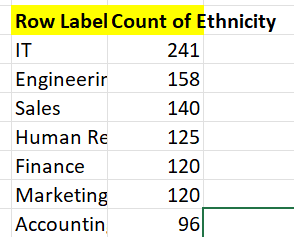 Row Label Count of Ethnicity
IT 241
Engineerin 158
Sales 140
Human Re 125
Finance 120
Marketing 120
Accountin 96